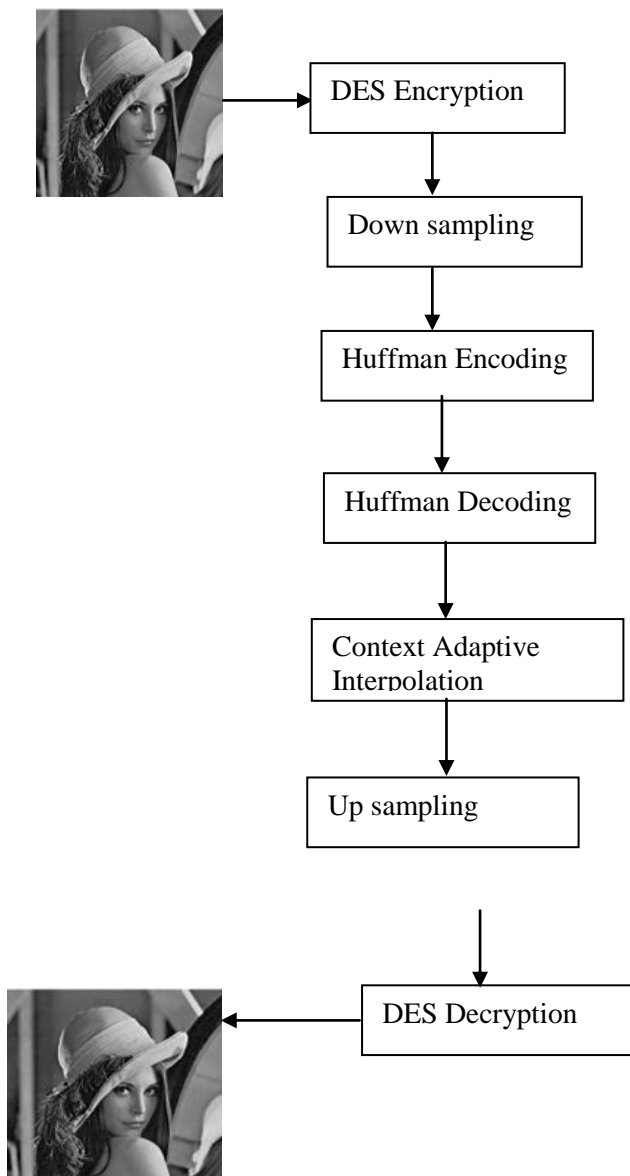 DES Encryption
Down sampling
Huffman Encoding
Huffman Decoding
Context Adaptive
Interpolation
Up sampling
DES Decryption